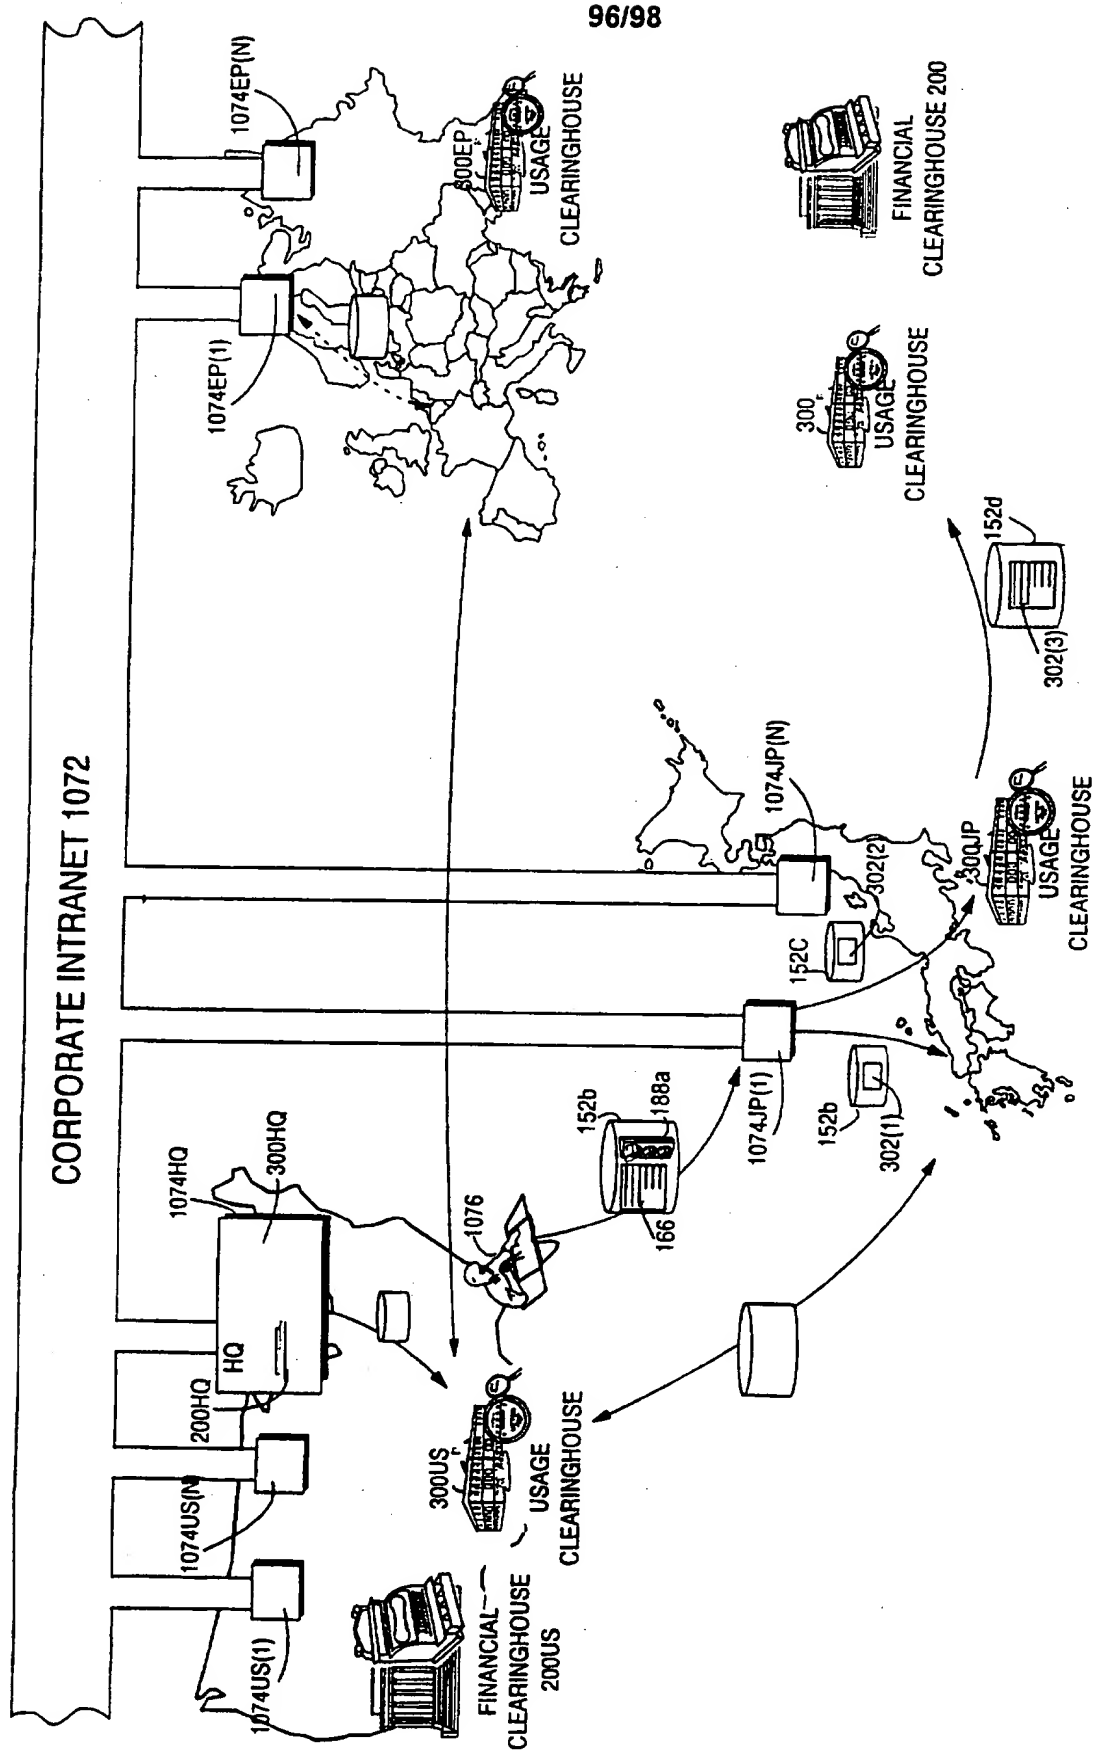 96/98
CORPORATE INTRANET 1072
1074US(1)
1074US(N
200HQ
HQ
1074HQ
300HQ
1074EP(1)
1074EP(N)
FINANCIAL
CLEARINGHOUSE
200US
300US
USAGE
CLEARINGHOUSE
1076
166
152b
188a
1074JP(1)
152b
302(1)
152C
302(2)
1074JP(N)
300JP
USAGE
CLEARINGHOUSE
302(3)
152d
300
USAGE
CLEARINGHOUSE
300EP
USAGE
CLEARINGHOUSE
FINANCIAL
CLEARINGHOUSE 200